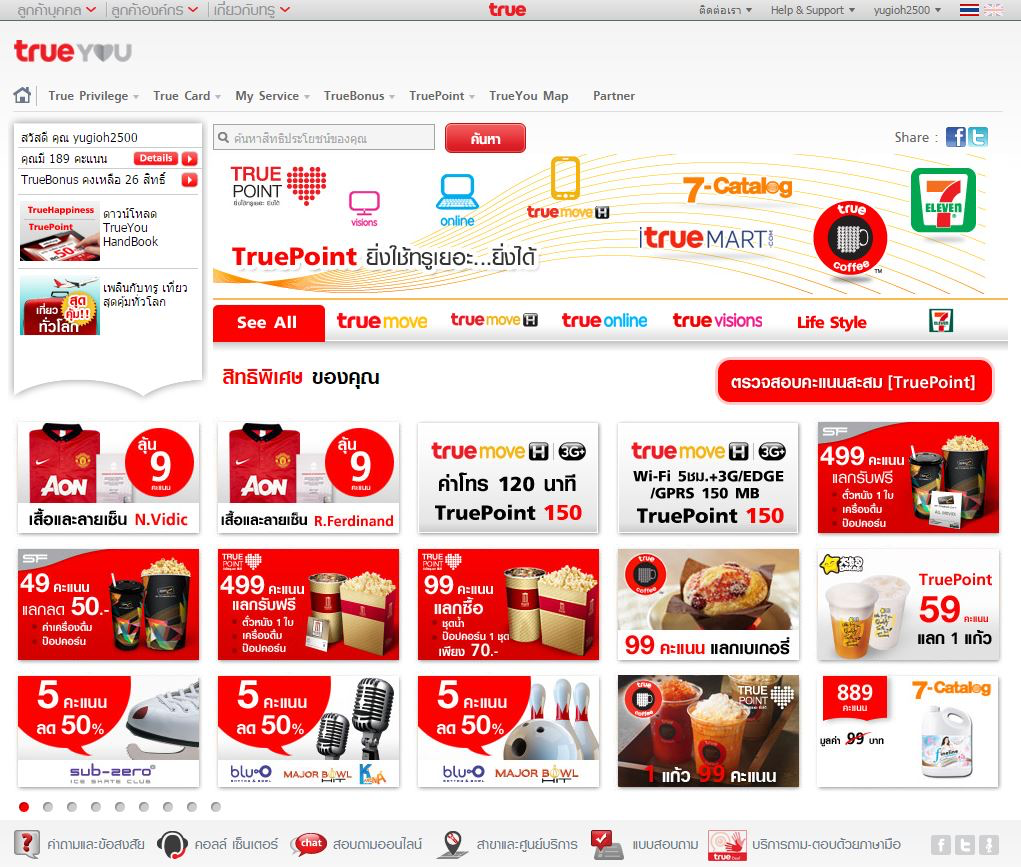 ลูกค้าบุคคล ลูกค้าองค์กร เกี่ยวกับทรู true ติดต่อเรา Help & Support yugioh2500
true YOU
True Privilege True Card My Service TrueBonus TruePoint TrueYou Map Partner
สวัสดี คุณ yugioh2500
คุณมี 189 คะแนน Details
TrueBonus คงเหลือ 26 สิทธิ์
TrueHappiness
TruePoint
ดาวน์โหลด
TrueYou
HandBook
เที่ยว
ทั่วโลก
สุดคุ้ม!!
เพลินกับทรู เที่ยว
สุดคุ้มทั่วโลก
ค้นหาสิทธิประโยชน์ของคุณ ค้นหา Share :
TRUE
POINT
ยิ่งใช้ทรูเยอะ ยิ่งได้
visions
online
truemove H
7-Catalog
itrueMART.COM
true
coffee
TM
7
ELEVEN
TruePoint ยิ่งใช้ทรูเยอะ...ยิ่งได้
See All truemove truemove H trueonline truevisions Life Style 7 ELEVEN
สิทธิพิเศษ ของคุณ
ตรวจสอบคะแนนสะสม [TruePoint]
AON
ลุ้น
9
คะแนน
เสื้อและลายเซ็น N.Vidic
AON
ลุ้น
9
คะแนน
เสื้อและลายเซ็น R.Ferdinand
truemove H 3G+
ค่าโทร 120 นาที
TruePoint 150
truemove H 3G+
Wi-Fi 5ชม.+3G/EDGE
/GPRS 150 MB
TruePoint 150
SF
499 คะแนน
แลกรับฟรี
ตั๋วหนัง 1 ใบ
เครื่องดื่ม
ป๊อปคอร์น
SF
49 คะแนน
แลกลด 50.-
ค่าเครื่องดื่ม
ป๊อปคอร์น
TRUE
POINT
499 คะแนน
แลกรับฟรี
ตั๋วหนัง 1 ใบ
เครื่องดื่ม
ป๊อปคอร์น
TRUE
POINT
99 คะแนน
แลกซื้อ
ชุดน้ำ
ป๊อปคอร์น 1 ชุด
เพียง 70.-
true
coffee
99 คะแนน แลกเบเกอรี่
TruePoint
59 คะแนน
แลก 1 แก้ว
5 คะแนน
ลด 50%
sub-zero
ICE SKATE CLUB
5 คะแนน
ลด 50%
blu-O MAJOR BOWL HIT
5 คะแนน
ลด 50%
blu-O MAJOR BOWL HIT
true
coffee
TRUE
POINT
1 แก้ว 99 คะแนน
889
คะแนน
7-Catalog
มูลค่า 99 บาท
fineline
คำถามและข้อสงสัย คอลล์ เซ็นเตอร์ chat สอบถามออนไลน์ สาขาและศูนย์บริการ แบบสอบถาม true บริการถาม-ตอบด้วยภาษามือ